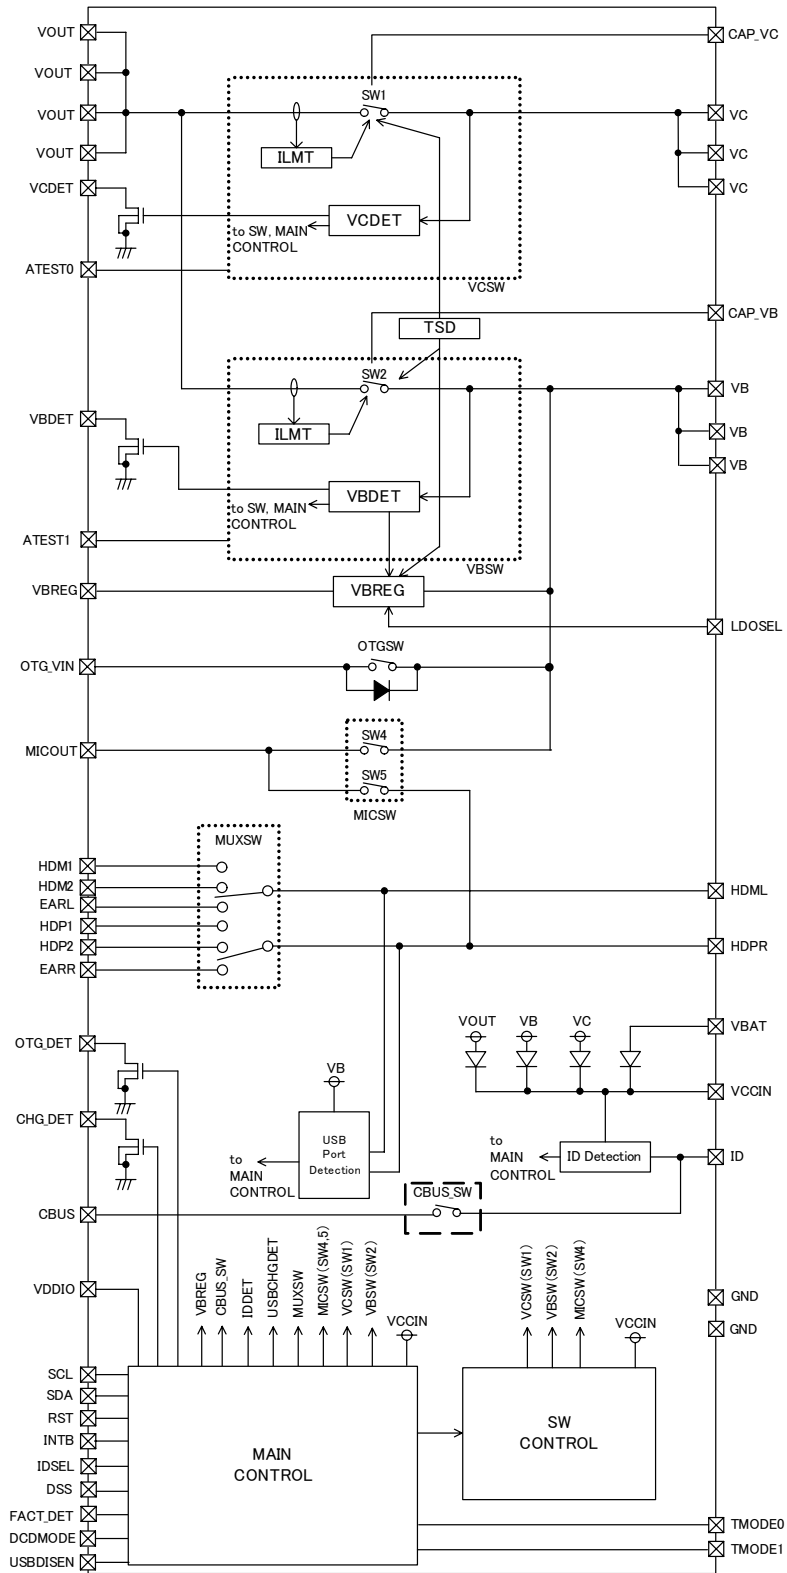 VOUT
CAP_VC
VOUT
SW1
VOUT
VC
ILMT
VOUT
VC
VCDET
VC
VCDET
to SW, MAIN
CONTROL
ATEST0
VCSW
CAP_VB
TSD
SW2
VB
VBDET
VB
ILMT
VB
VBDET
to SW, MAIN
CONTROL
ATEST1
VBSW
VBREG
VBREG
LDOSEL
OTGSW
OTG_VIN
SW4
MICOUT
SW5
MICSW
MUXSW
HDM1
HDM2
HDML
EARL
HDP1
HDP2
HDPR
EARR
VOUT
VB
VC
VBAT
OTG_DET
VB
VCCIN
CHG_DET
USB
Port
Detection
to
MAIN
CONTROL
to
MAIN
CONTROL
ID Detection
ID
CBUS_SW
CBUS
VBREG
CBUS_SW
IDDET
USBCHGDET
MUXSW
MICSW(SW4,5)
VCSW(SW1)
VBSW(SW2)
VCCIN
VCSW(SW1)
VBSW(SW2)
MICSW(SW4)
VCCIN
VDDIO
GND
GND
SCL
SDA
RST
INTB
IDSEL
DSS
FACT_DET
DCDMODE
USBDISEN
MAIN
CONTROL
SW
CONTROL
TMODE0
TMODE1